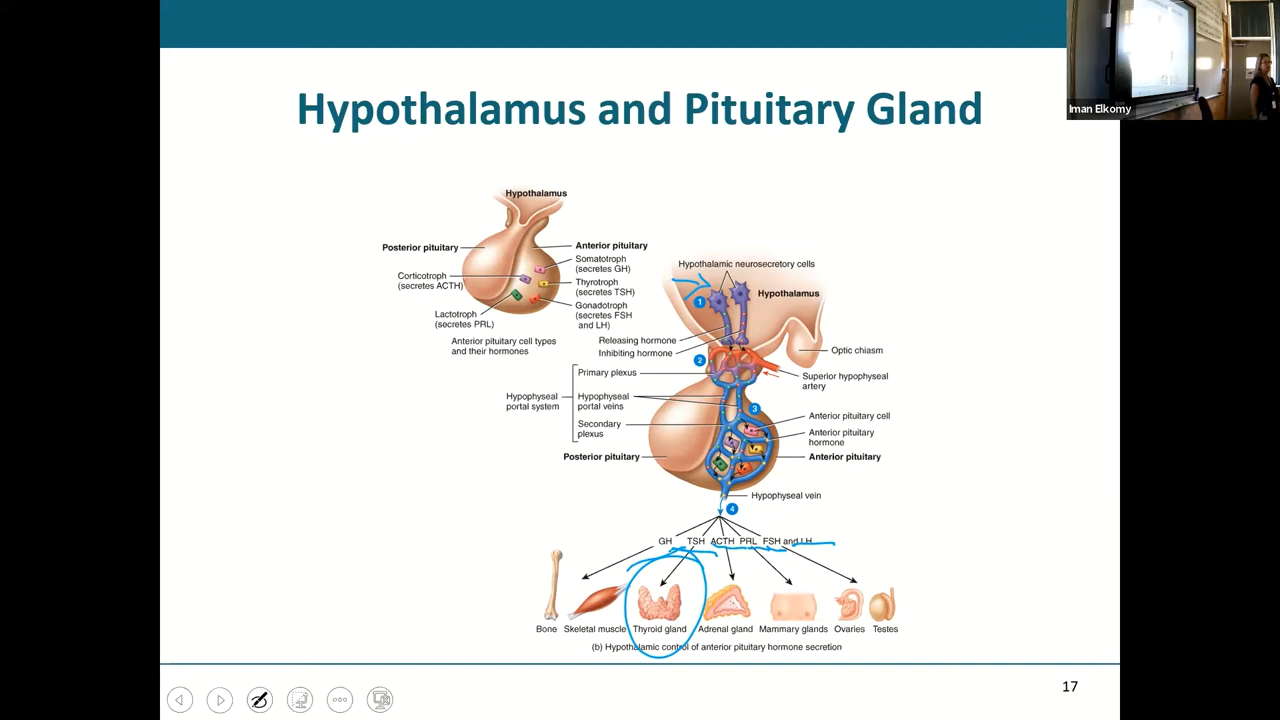 Iman Elkomy
Hypothalamus and Pituitary Gland
Hypothalamus
Posterior pituitary
Anterior pituitary
Somatotroph
(secretes GH)
Corticotroph
(secretes ACTH)
Thyrotroph
(secretes TSH)
Gonadotroph
(secretes FSH
and LH)
Lactotroph
(secretes PRL)
Anterior pituitary cell types
and their hormones
Hypothalamic neurosecretory cells
1
Hypothalamus
Releasing hormone
Inhibiting hormone
Optic chiasm
2
Primary plexus
Superior hypophyseal
artery
Hypophyseal
portal system
Hypophyseal
portal veins
3
Secondary
plexus
Anterior pituitary cell
Anterior pituitary
hormone
Posterior pituitary
Anterior pituitary
Hypophyseal vein
4
GH TSH ACTH PRL FSH and LH
Bone Skeletal muscle Thyroid gland Adrenal gland Mammary glands Ovaries Testes
(b) Hypothalamic control of anterior pituitary hormone secretion
17